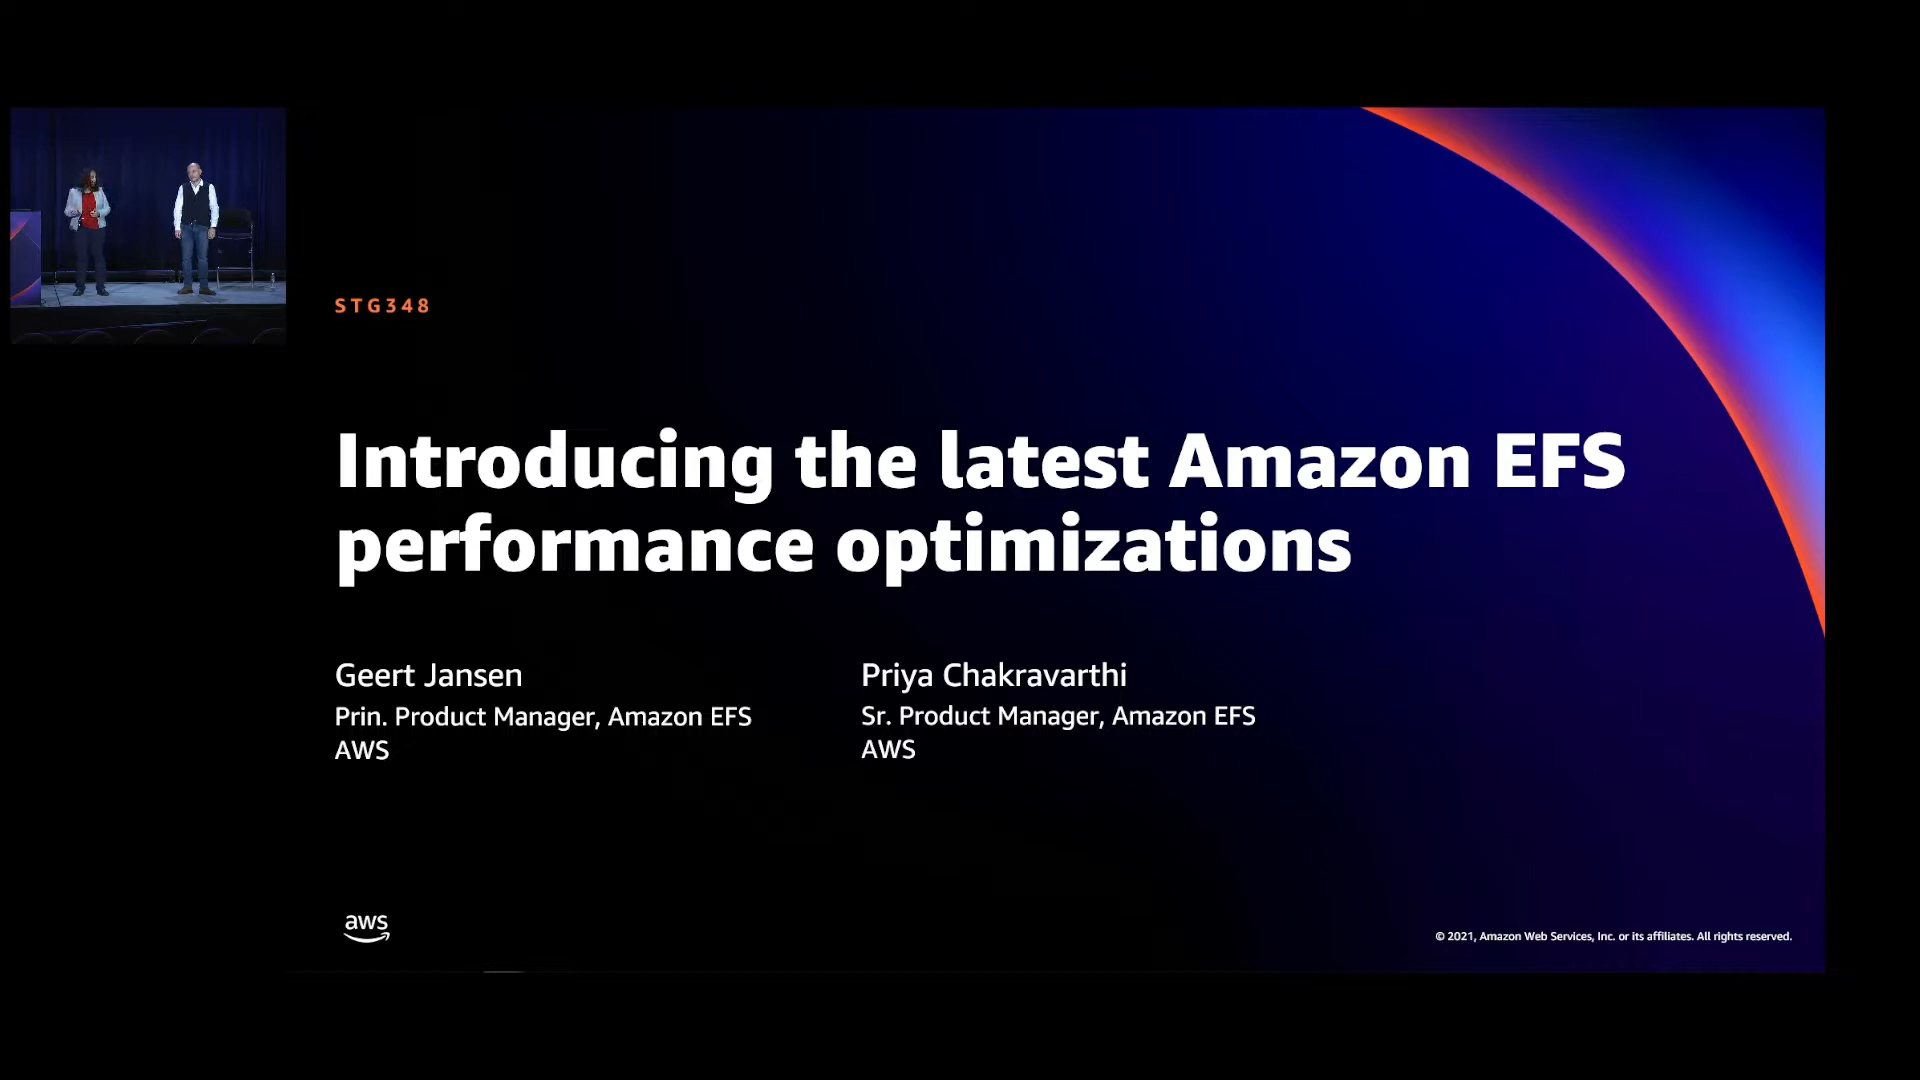 STG348
Introducing the latest Amazon EFS
performance optimizations
Geert Jansen
Prin. Product Manager, Amazon EFS
AWS
Priya Chakravarthi
Sr. Product Manager, Amazon EFS
AWS
aws
© 2021, Amazon Web Services, Inc. or its affiliates. All rights reserved.